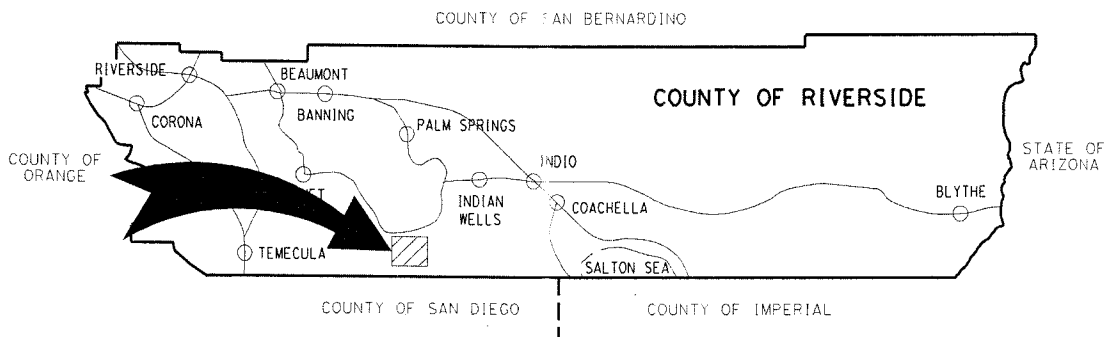 COUNTY OF SAN BERNARDINO
RIVERSIDE
BEAUMONT
COUNTY OF RIVERSIDE
CORONA
BANNING
PALM SPRINGS
COUNTY OF
ORANGE
STATE OF
ARIZONA
INDIO
BLYTHE
INDIAN
WELLS
COACHELLA
TEMECULA
SALTON SEA
COUNTY OF SAN DIEGO
COUNTY OF IMPERIAL